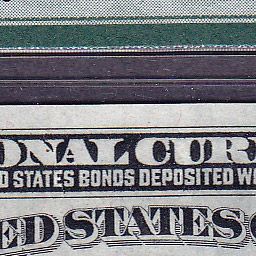 ONAL CUR
D STATES BONDS DEPOSITED W
ED STATES